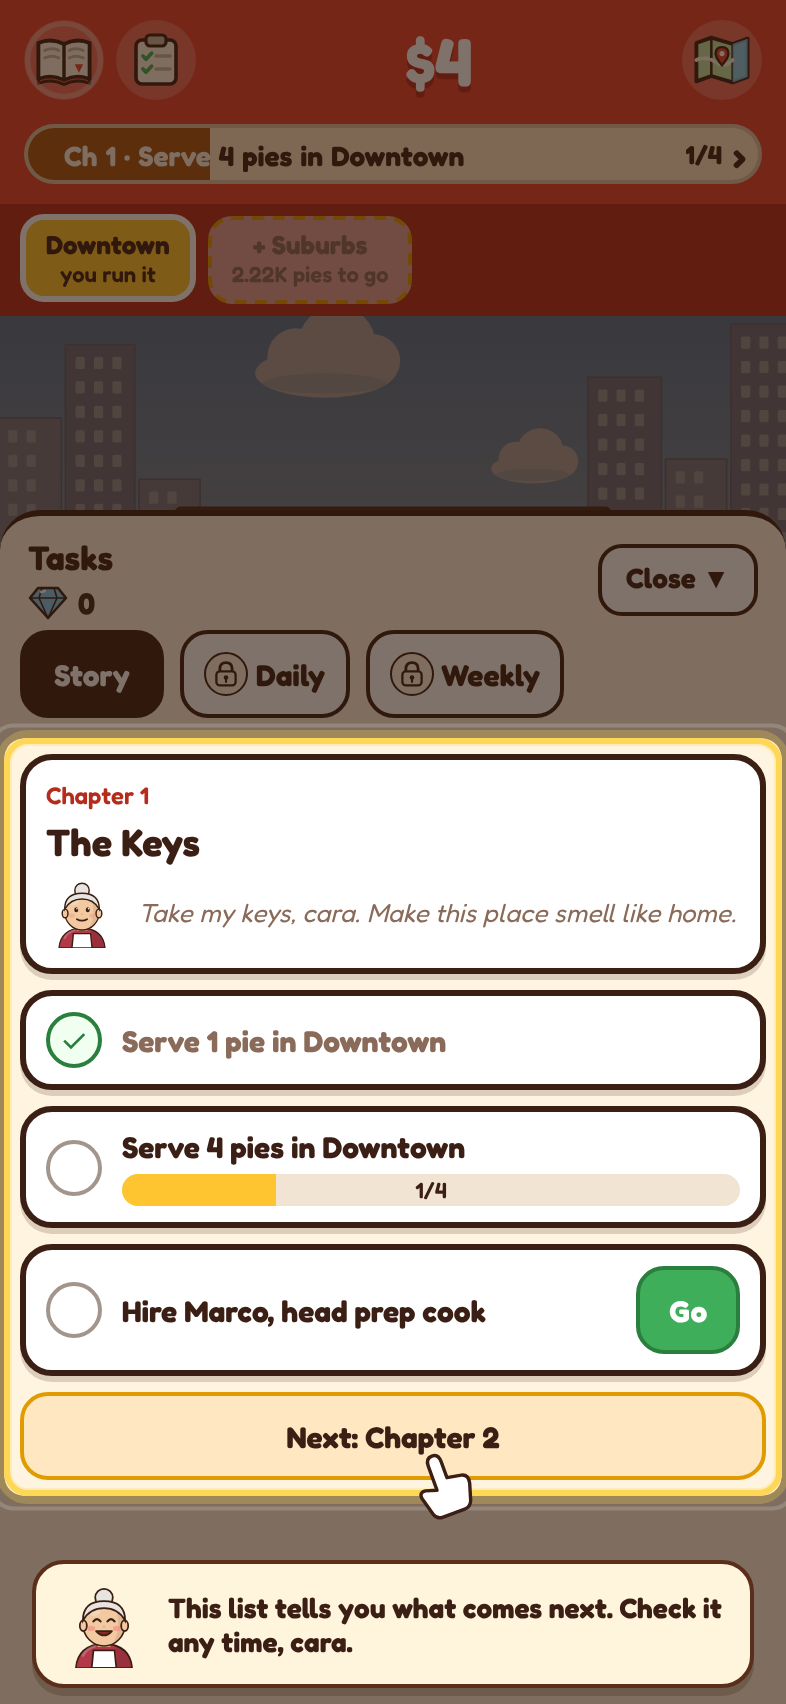 $4
Ch 1 · Serve 4 pies in Downtown 1/4 >
Downtown
you run it
+ Suburbs
2.22K pies to go
Tasks
0
Close ▼
Story
Daily
Weekly
Chapter 1
The Keys
Take my keys, cara. Make this place smell like home.
Serve 1 pie in Downtown
Serve 4 pies in Downtown
1/4
Hire Marco, head prep cook
Go
Next: Chapter 2
This list tells you what comes next. Check it
any time, cara.